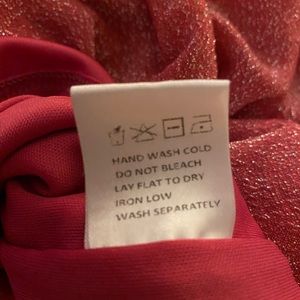 HAND WASH COLD
DO NOT BLEACH
LAY FLAT TO DRY
IRON LOW
WASH SEPARATELY